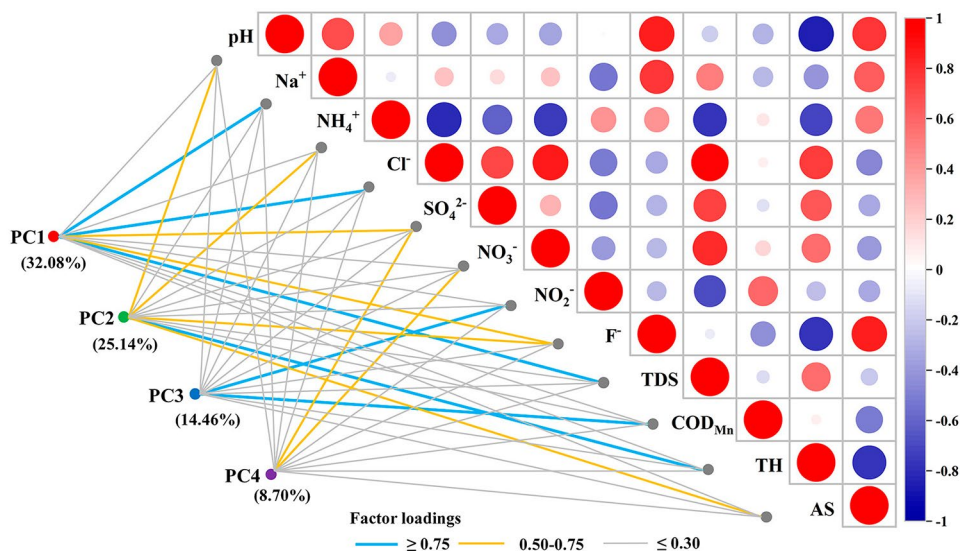 pH
Na⁺
NH₄⁺
Cl⁻
SO₄²⁻
NO₃⁻
NO₂⁻
F⁻
TDS
COD_Mn
TH
AS
PC1
(32.08%)
PC2
(25.14%)
PC3
(14.46%)
PC4
(8.70%)
Factor loadings
≥ 0.75
0.50-0.75
≤ 0.30
1
0.8
0.6
0.4
0.2
0
-0.2
-0.4
-0.6
-0.8
-1